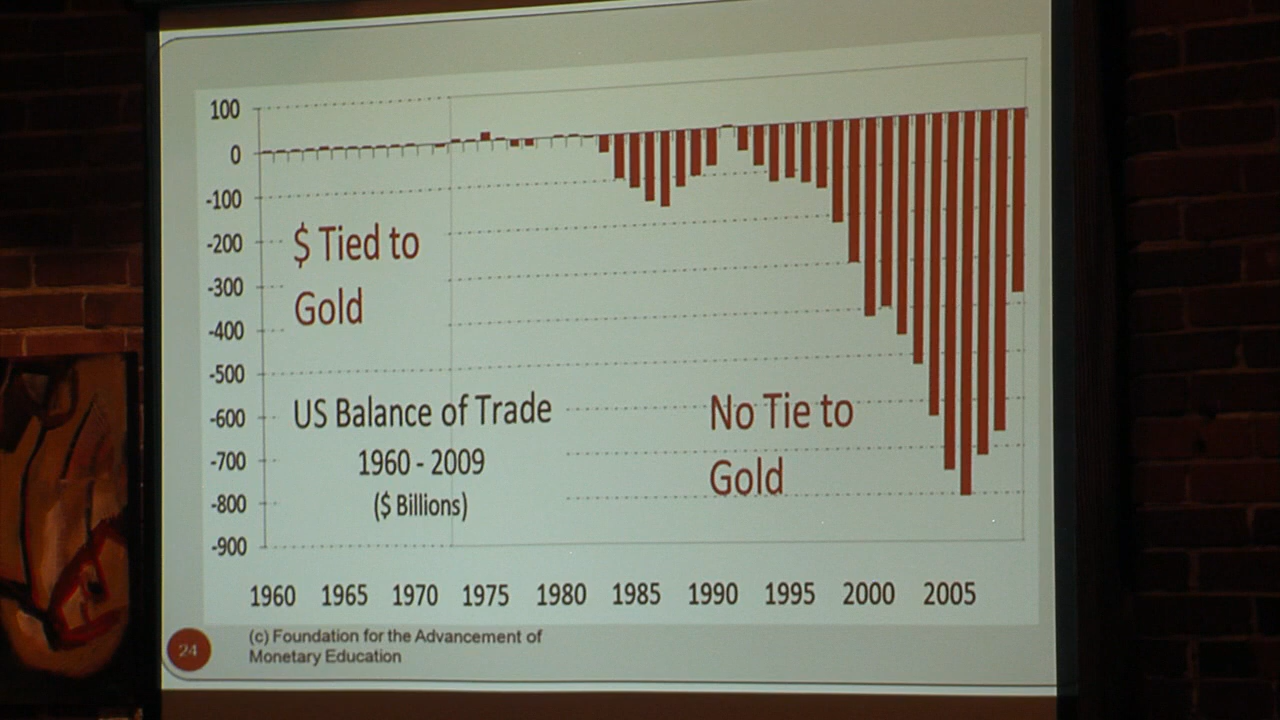 100
0
-100
-200
-300
-400
-500
-600
-700
-800
-900
$ Tied to
Gold
US Balance of Trade
1960 - 2009
($ Billions)
No Tie to
Gold
1960 1965 1970 1975 1980 1985 1990 1995 2000 2005
24
(c) Foundation for the Advancement of
Monetary Education